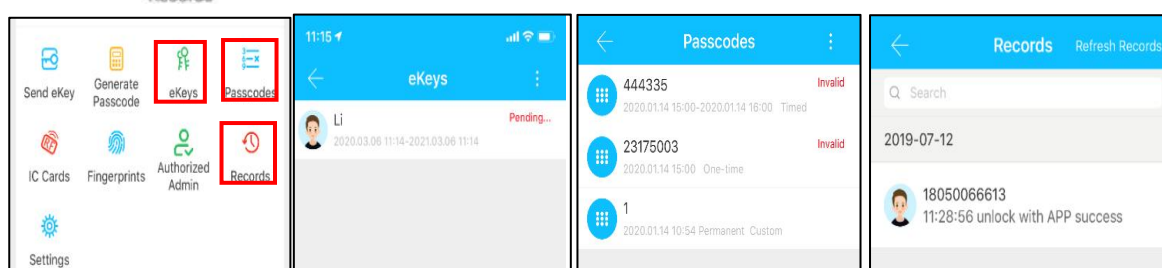 Send eKey
Generate
Passcode
eKeys
Passcodes
IC Cards
Fingerprints
Authorized
Admin
Records
Settings
11:15
eKeys
Li
Pending...
2020.03.06 11:14-2021.03.06 11:14
Passcodes
444335
Invalid
2020.01.14 15:00-2020.01.14 16:00 Timed
23175003
Invalid
2020.01.14 15:00 One-time
1
2020.01.14 10:54 Permanent Custom
Records Refresh Records
Search
2019-07-12
18050066613
11:28:56 unlock with APP success